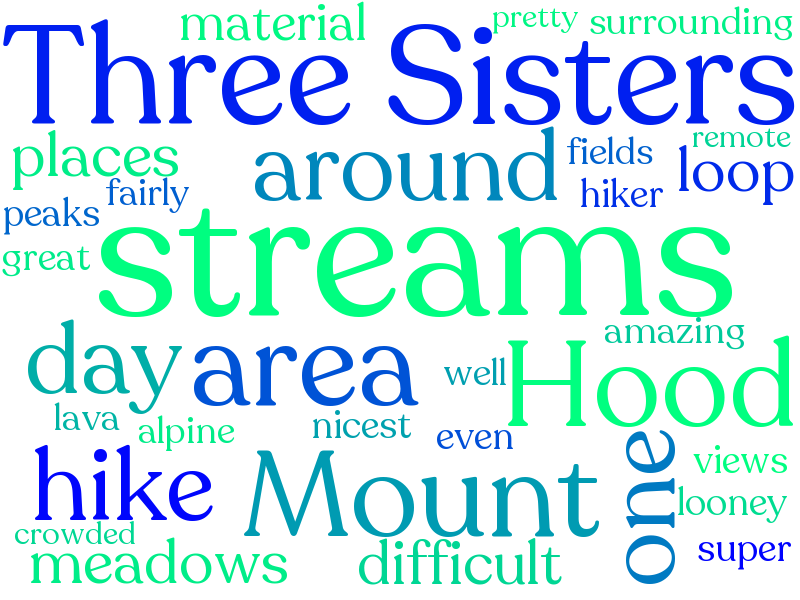 material
pretty
surrounding
Three Sisters
places
around
fields
remote
loop
fairly
hiker
peaks
streams
great
amazing
day
area
well
Hood
lava
alpine
nicest
even
one
hike
Mount
views
looney
crowded
meadows
difficult
super